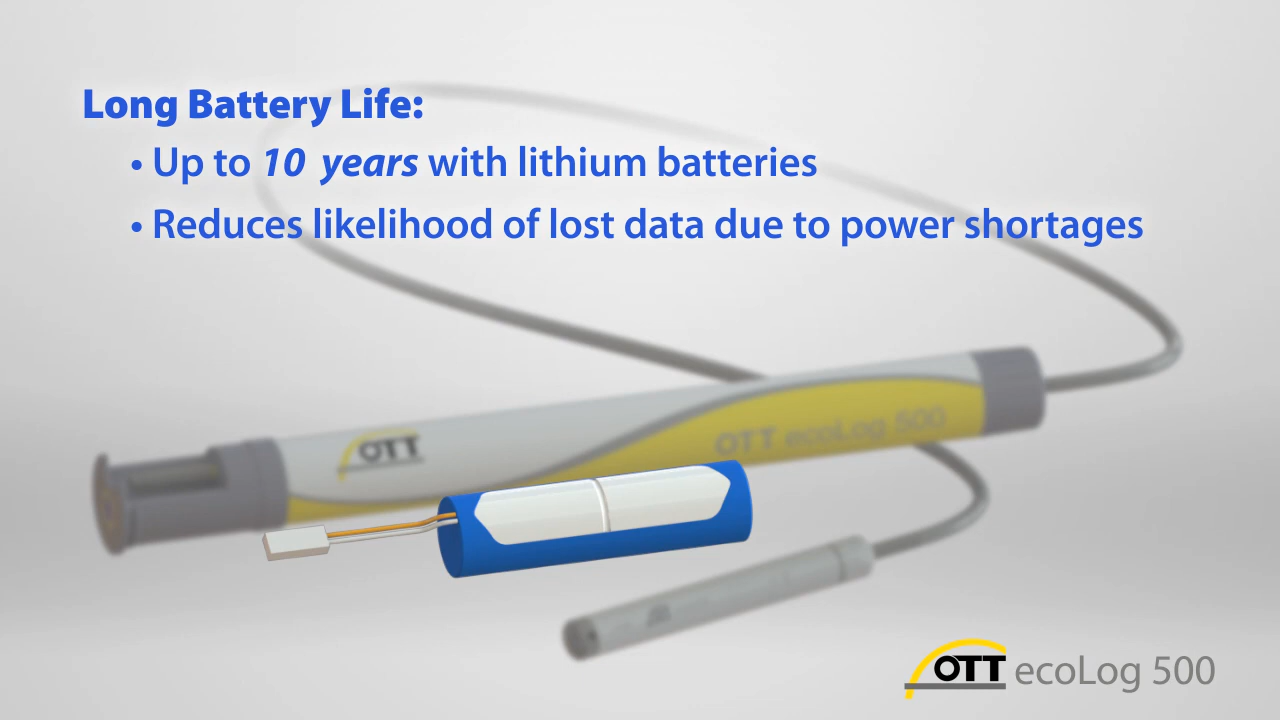 Long Battery Life:
• Up to 10 years with lithium batteries
• Reduces likelihood of lost data due to power shortages
OTT ecoLog 500
OTT
OTT ecoLog 500